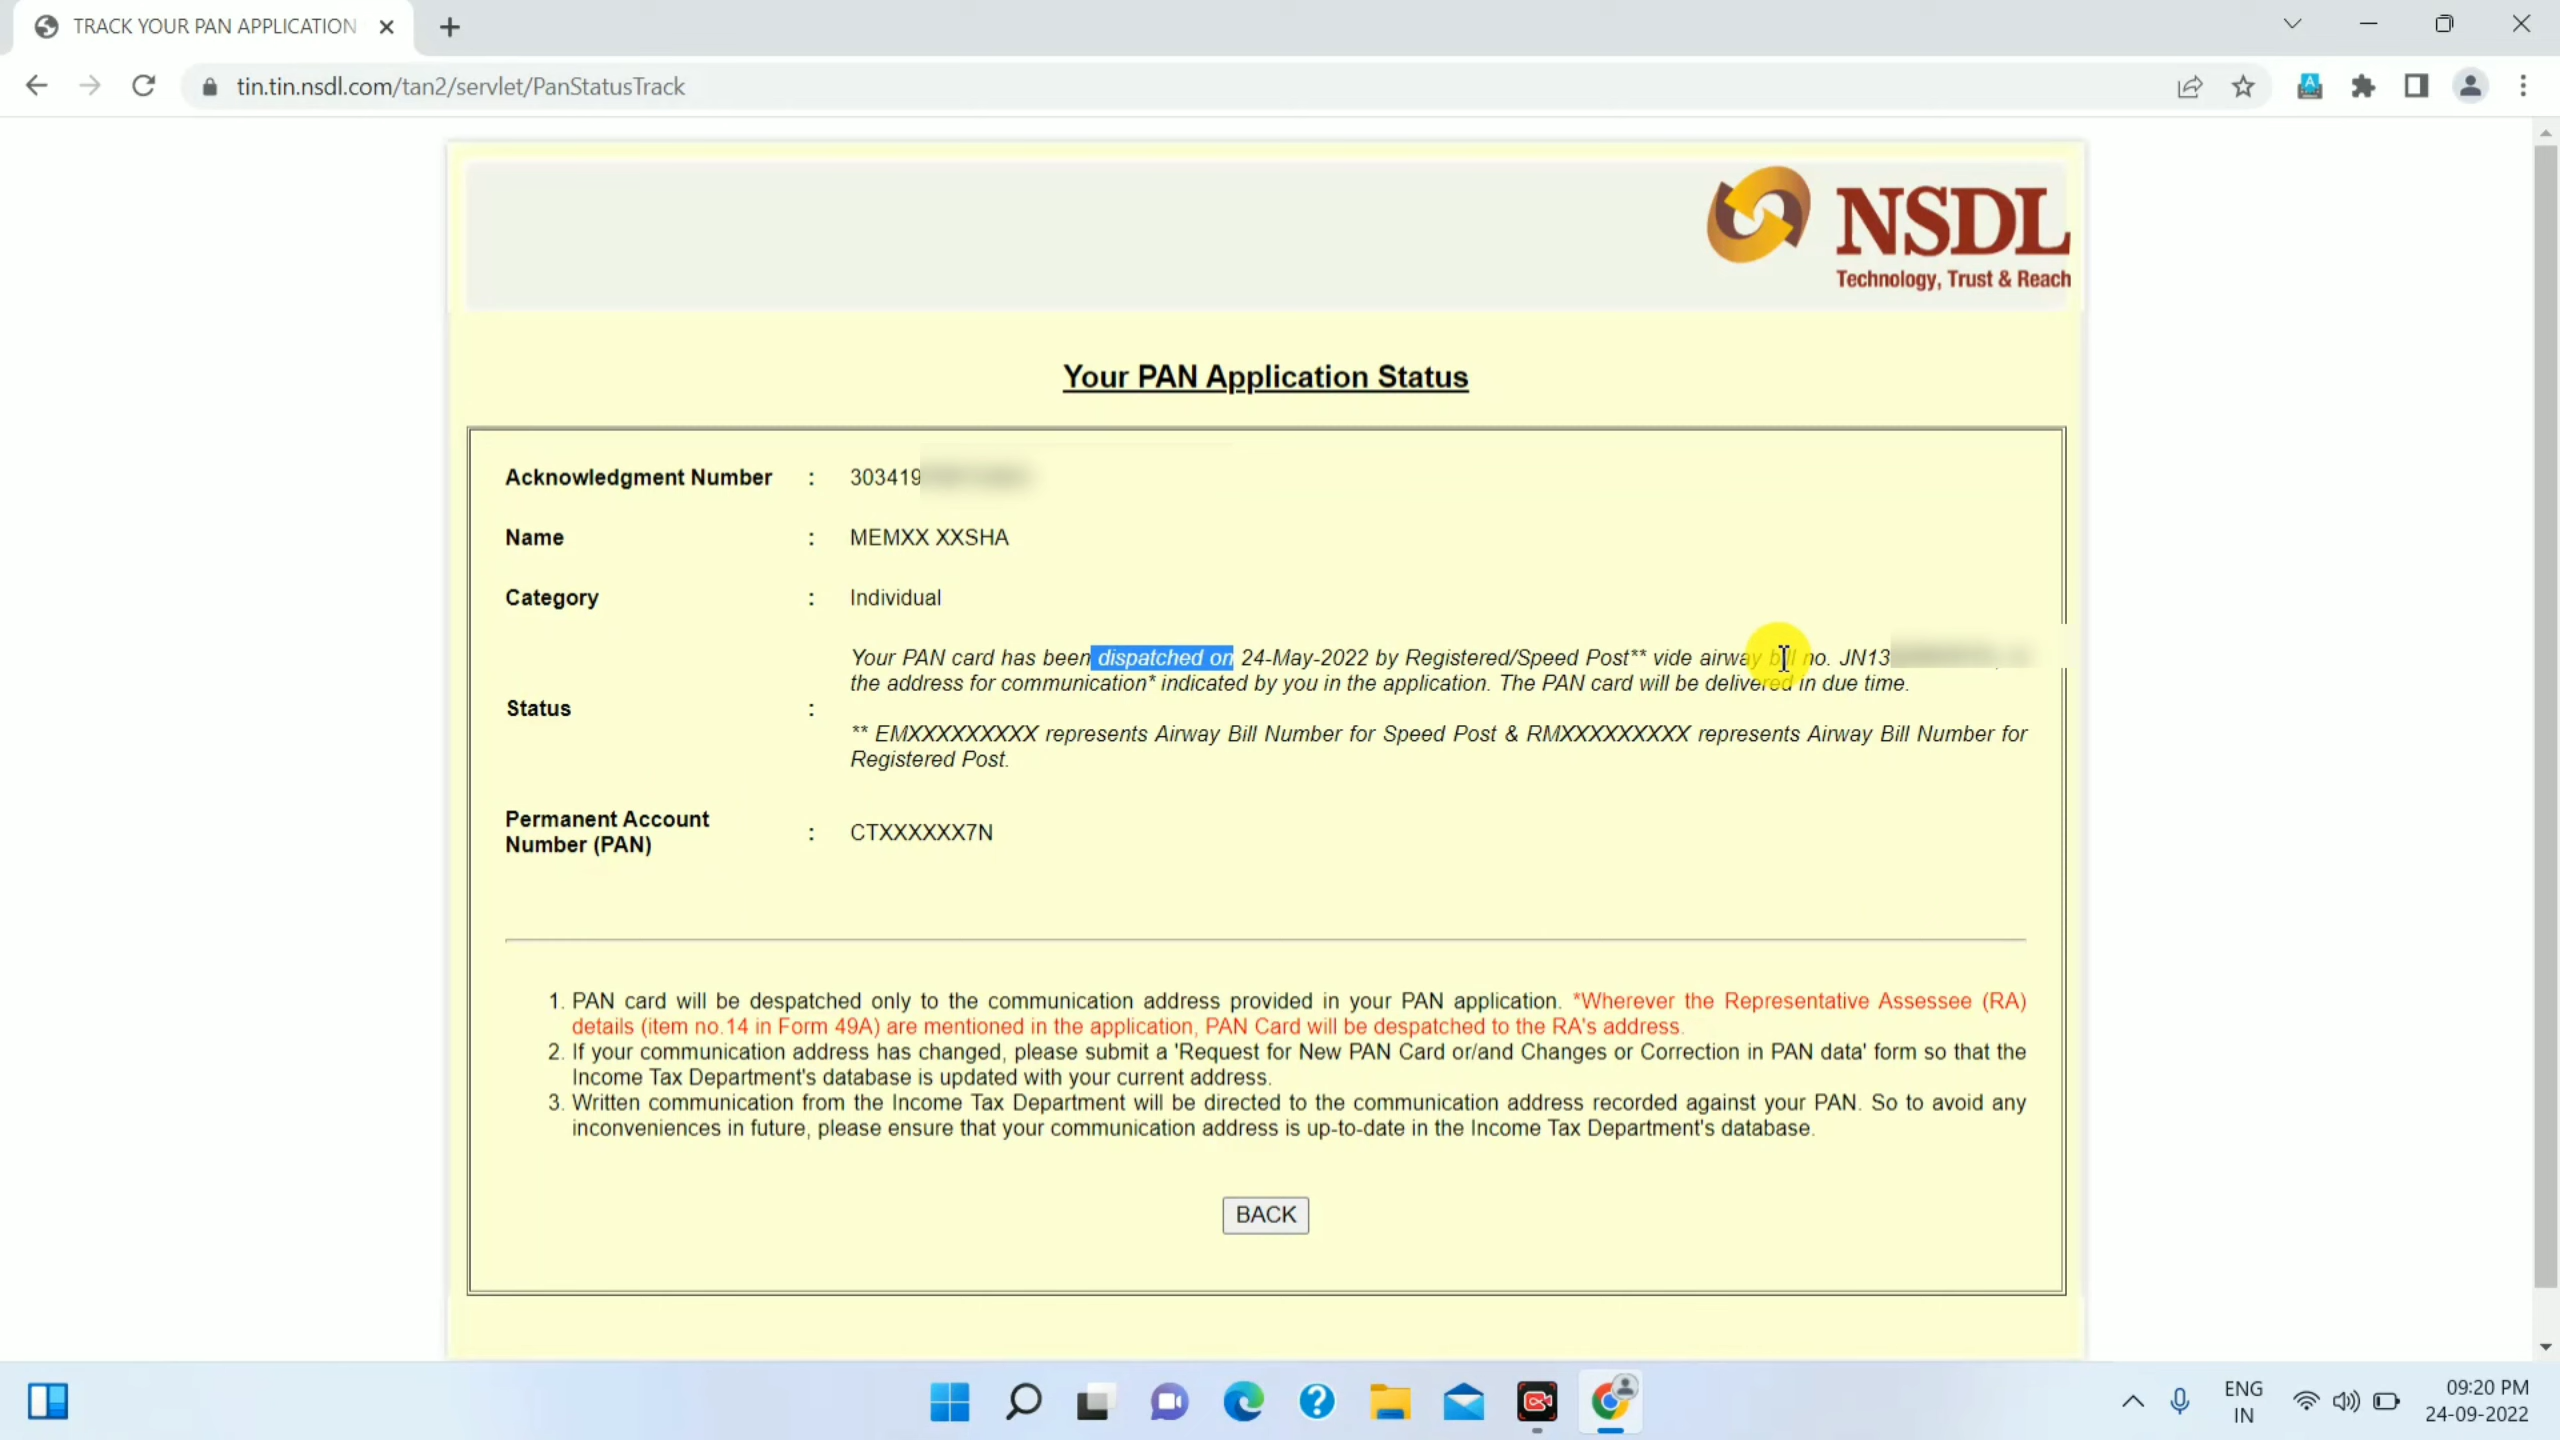 TRACK YOUR PAN APPLICATION
tin.tin.nsdl.com/tan2/servlet/PanStatusTrack
NSDL
Technology, Trust & Reach
Your PAN Application Status
Acknowledgment Number : 303419
Name : MEMXX XXSHA
Category : Individual
Your PAN card has been dispatched on 24-May-2022 by Registered/Speed Post** vide airway bill no. JN13
the address for communication* indicated by you in the application. The PAN card will be delivered in due time.
Status :
** EMXXXXXXXXX represents Airway Bill Number for Speed Post & RMXXXXXXXXX represents Airway Bill Number for
Registered Post.
Permanent Account
Number (PAN) : CTXXXXXX7N
1. PAN card will be despatched only to the communication address provided in your PAN application. *Wherever the Representative Assessee (RA)
details (item no.14 in Form 49A) are mentioned in the application, PAN Card will be despatched to the RA's address.
2. If your communication address has changed, please submit a 'Request for New PAN Card or/and Changes or Correction in PAN data' form so that the
Income Tax Department's database is updated with your current address.
3. Written communication from the Income Tax Department will be directed to the communication address recorded against your PAN. So to avoid any
inconveniences in future, please ensure that your communication address is up-to-date in the Income Tax Department's database.
BACK
ENG
IN
09:20 PM
24-09-2022